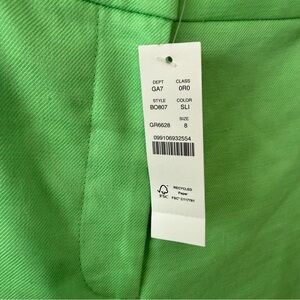 DEPT CLASS
GA7 0R0
STYLE COLOR
BO807 SLI
SIZE
GR6628 8
099106932554
RECYCLED
Paper
FSC